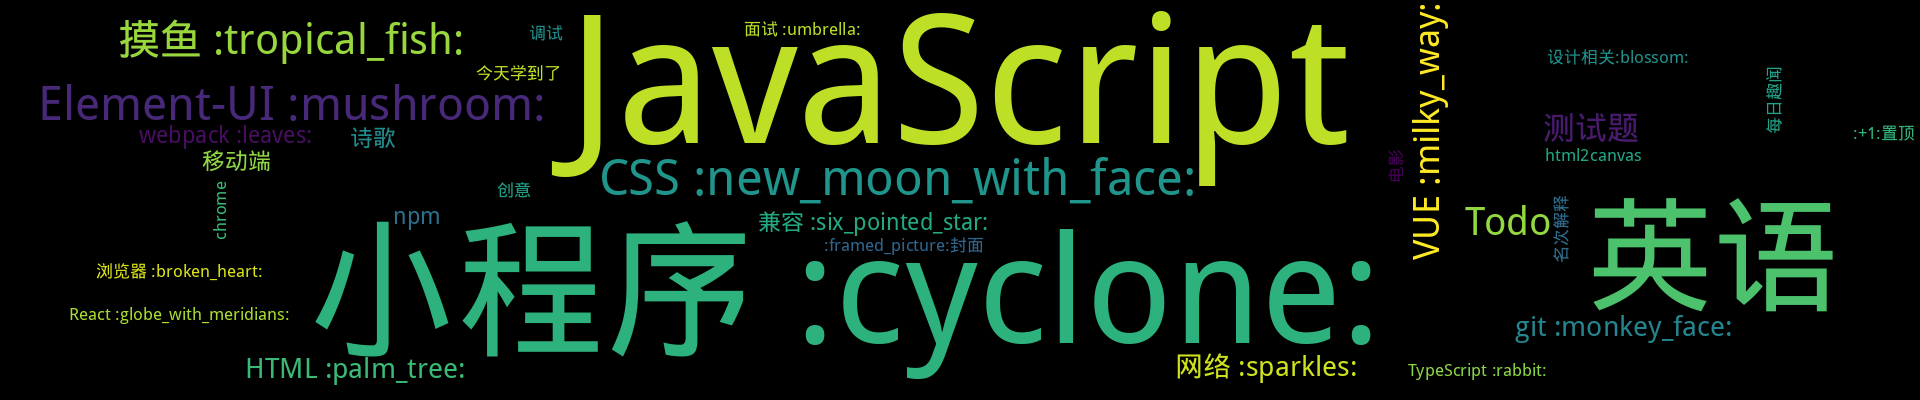 摸鱼 :tropical_fish:
调试
今天学到了
Element-UI :mushroom:
webpack :leaves:
诗歌
移动端
chrome
npm
创意
浏览器 :broken_heart:
React :globe_with_meridians:
HTML :palm_tree:
JavaScript
面试 :umbrella:
CSS :new_moon_with_face:
兼容 :six_pointed_star:
:framed_picture:封面
小程序 :cyclone:
网络 :sparkles:
电影
VUE :milky_way:
设计相关:blossom:
每日趣闻
测试题
html2canvas
:+1:置顶
Todo
名次解释
英语
git :monkey_face:
TypeScript :rabbit: